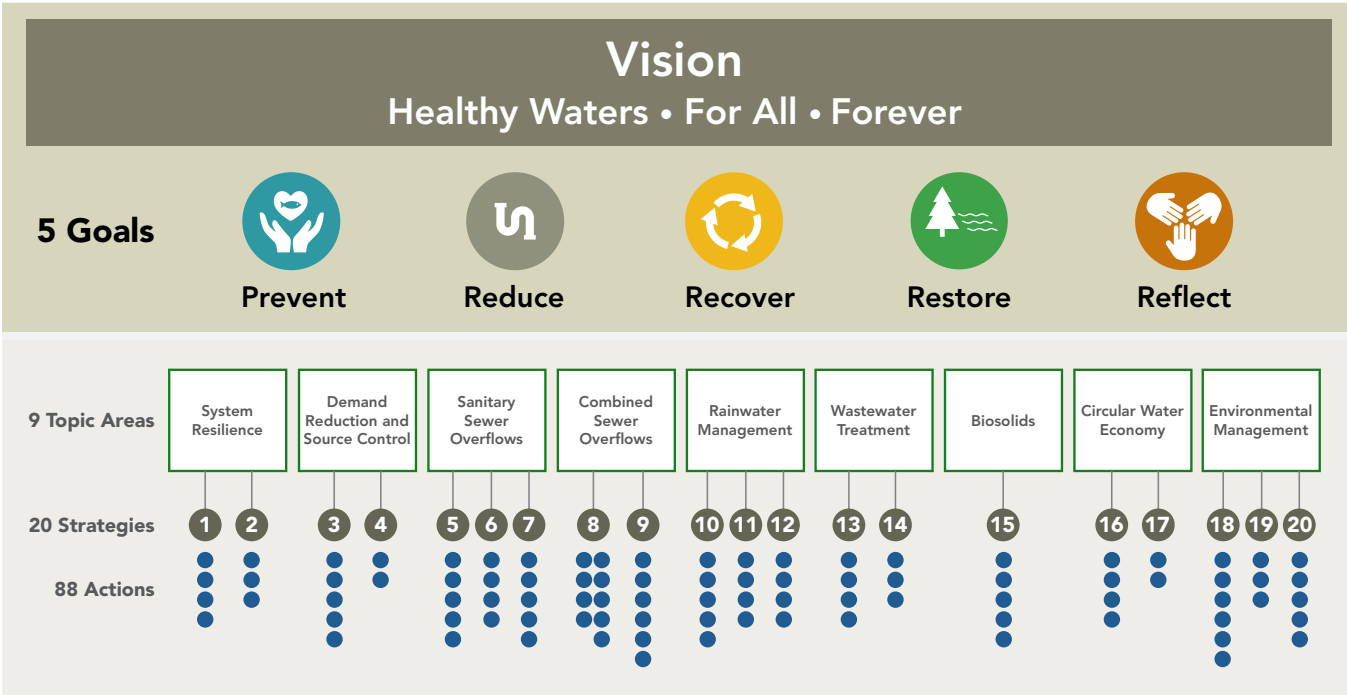 Vision
Healthy Waters • For All • Forever
5 Goals
Prevent
Reduce
Recover
Restore
Reflect
9 Topic Areas
System
Resilience
Demand
Reduction and
Source Control
Sanitary
Sewer
Overflows
Combined
Sewer
Overflows
Rainwater
Management
Wastewater
Treatment
Biosolids
Circular Water
Economy
Environmental
Management
20 Strategies
1 2 3 4 5 6 7 8 9 10 11 12 13 14 15 16 17 18 19 20
88 Actions